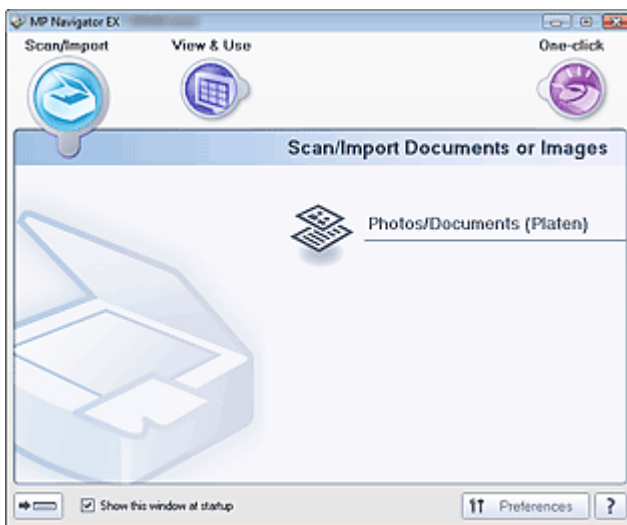 MP Navigator EX
Scan/Import
View & Use
One-click
Scan/Import Documents or Images
Photos/Documents (Platen)
Show this window at startup
Preferences
?